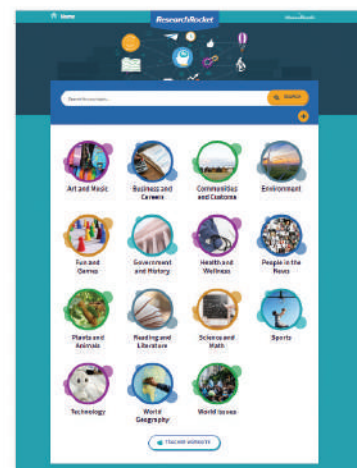 Home
ResearchRocket
SEARCH
Art and Music
Business and
Careers
Communities
and Customs
Environment
Fun and
Games
Government
and History
Health and
Wellness
People in the
News
Plants and
Animals
Reading and
Literature
Science and
Math
Sports
Technology
World
Geography
World Issues